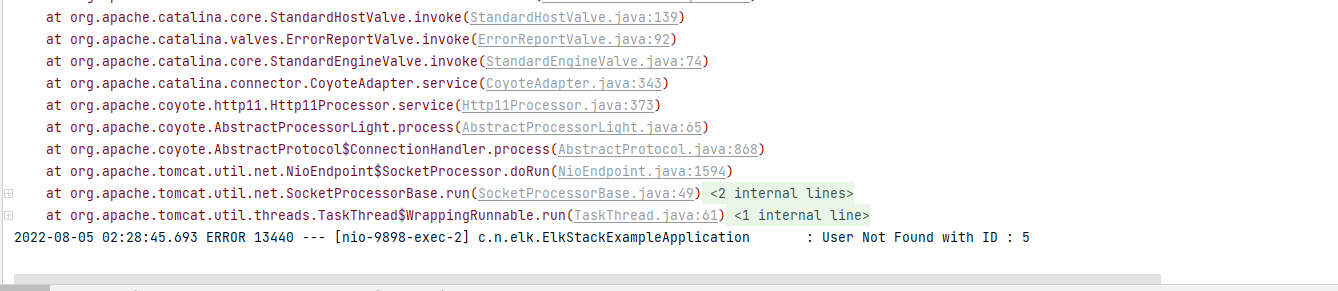 at org.apache.catalina.core.StandardHostValve.invoke(StandardHostValve.java:139)
at org.apache.catalina.valves.ErrorReportValve.invoke(ErrorReportValve.java:92)
at org.apache.catalina.core.StandardEngineValve.invoke(StandardEngineValve.java:74)
at org.apache.catalina.connector.CoyoteAdapter.service(CoyoteAdapter.java:343)
at org.apache.coyote.http11.Http11Processor.service(Http11Processor.java:373)
at org.apache.coyote.AbstractProcessorLight.process(AbstractProcessorLight.java:65)
at org.apache.coyote.AbstractProtocol$ConnectionHandler.process(AbstractProtocol.java:868)
at org.apache.tomcat.util.net.NioEndpoint$SocketProcessor.doRun(NioEndpoint.java:1594)
at org.apache.tomcat.util.net.SocketProcessorBase.run(SocketProcessorBase.java:49) <2 internal lines>
at org.apache.tomcat.util.threads.TaskThread$WrappingRunnable.run(TaskThread.java:61) <1 internal line>
2022-08-05 02:28:45.693 ERROR 13440 --- [nio-9898-exec-2] c.n.elk.ElkStackExampleApplication : User Not Found with ID : 5